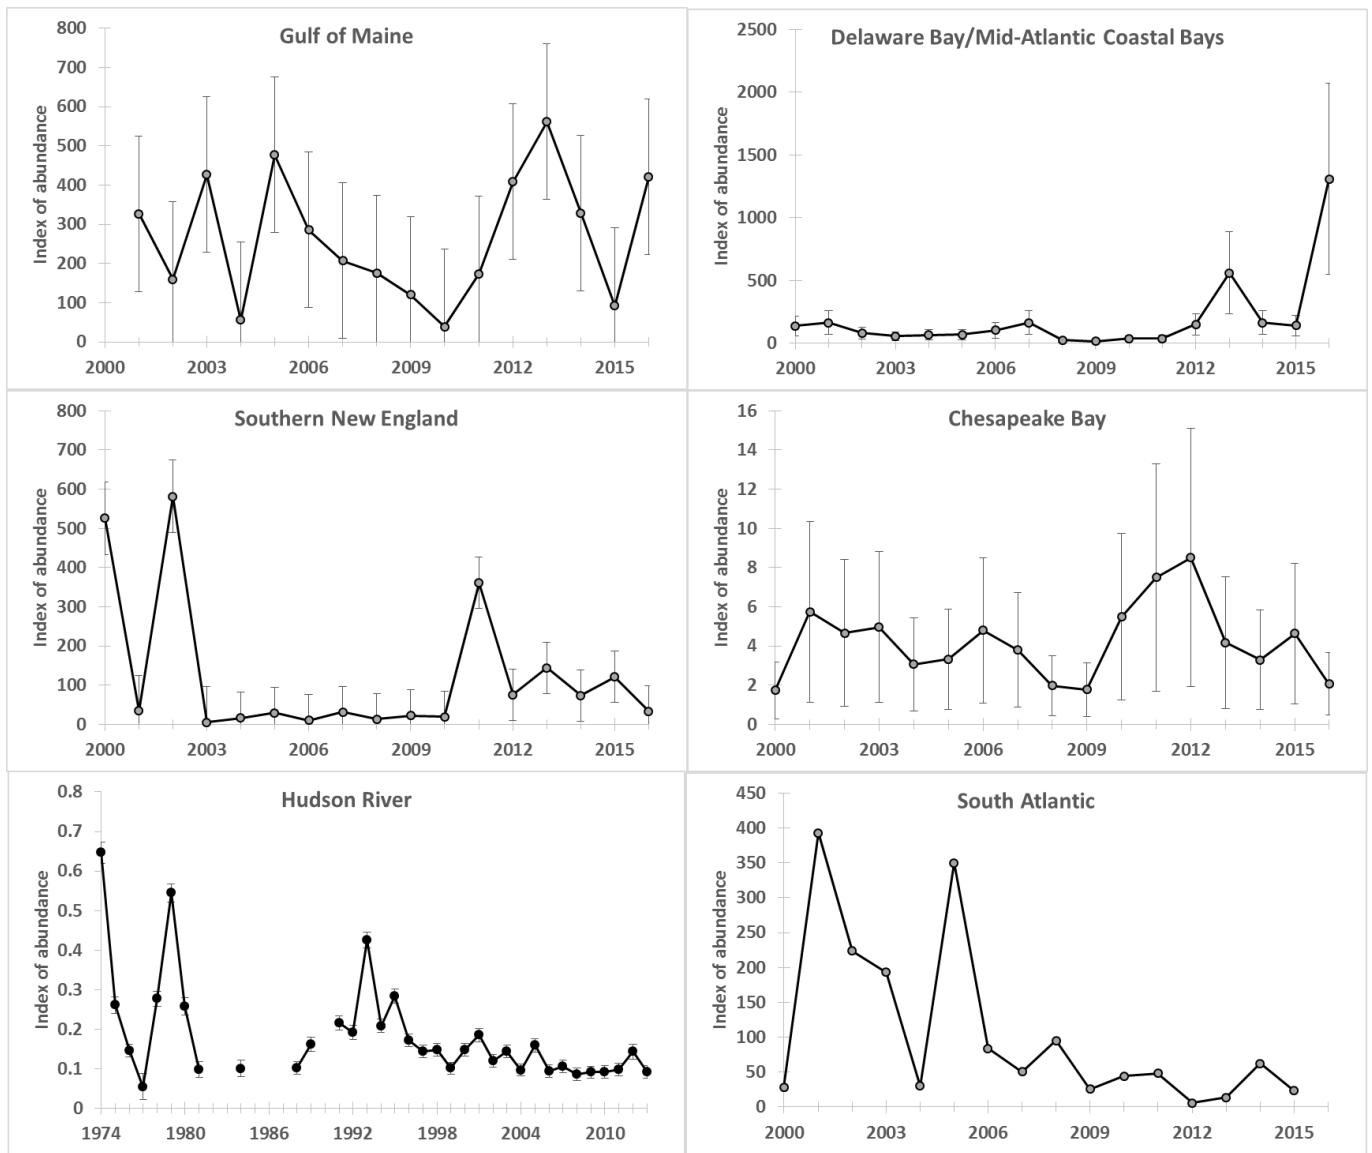 Gulf of Maine
Index of abundance
800
700
600
500
400
300
200
100
0
2000 2003 2006 2009 2012 2015
Delaware Bay/Mid-Atlantic Coastal Bays
Index of abundance
2500
2000
1500
1000
500
0
2000 2003 2006 2009 2012 2015
Southern New England
Index of abundance
800
700
600
500
400
300
200
100
0
2000 2003 2006 2009 2012 2015
Chesapeake Bay
Index of abundance
16
14
12
10
8
6
4
2
0
2000 2003 2006 2009 2012 2015
Hudson River
Index of abundance
0.8
0.7
0.6
0.5
0.4
0.3
0.2
0.1
0
1974 1980 1986 1992 1998 2004 2010
South Atlantic
Index of abundance
450
400
350
300
250
200
150
100
50
0
2000 2003 2006 2009 2012 2015